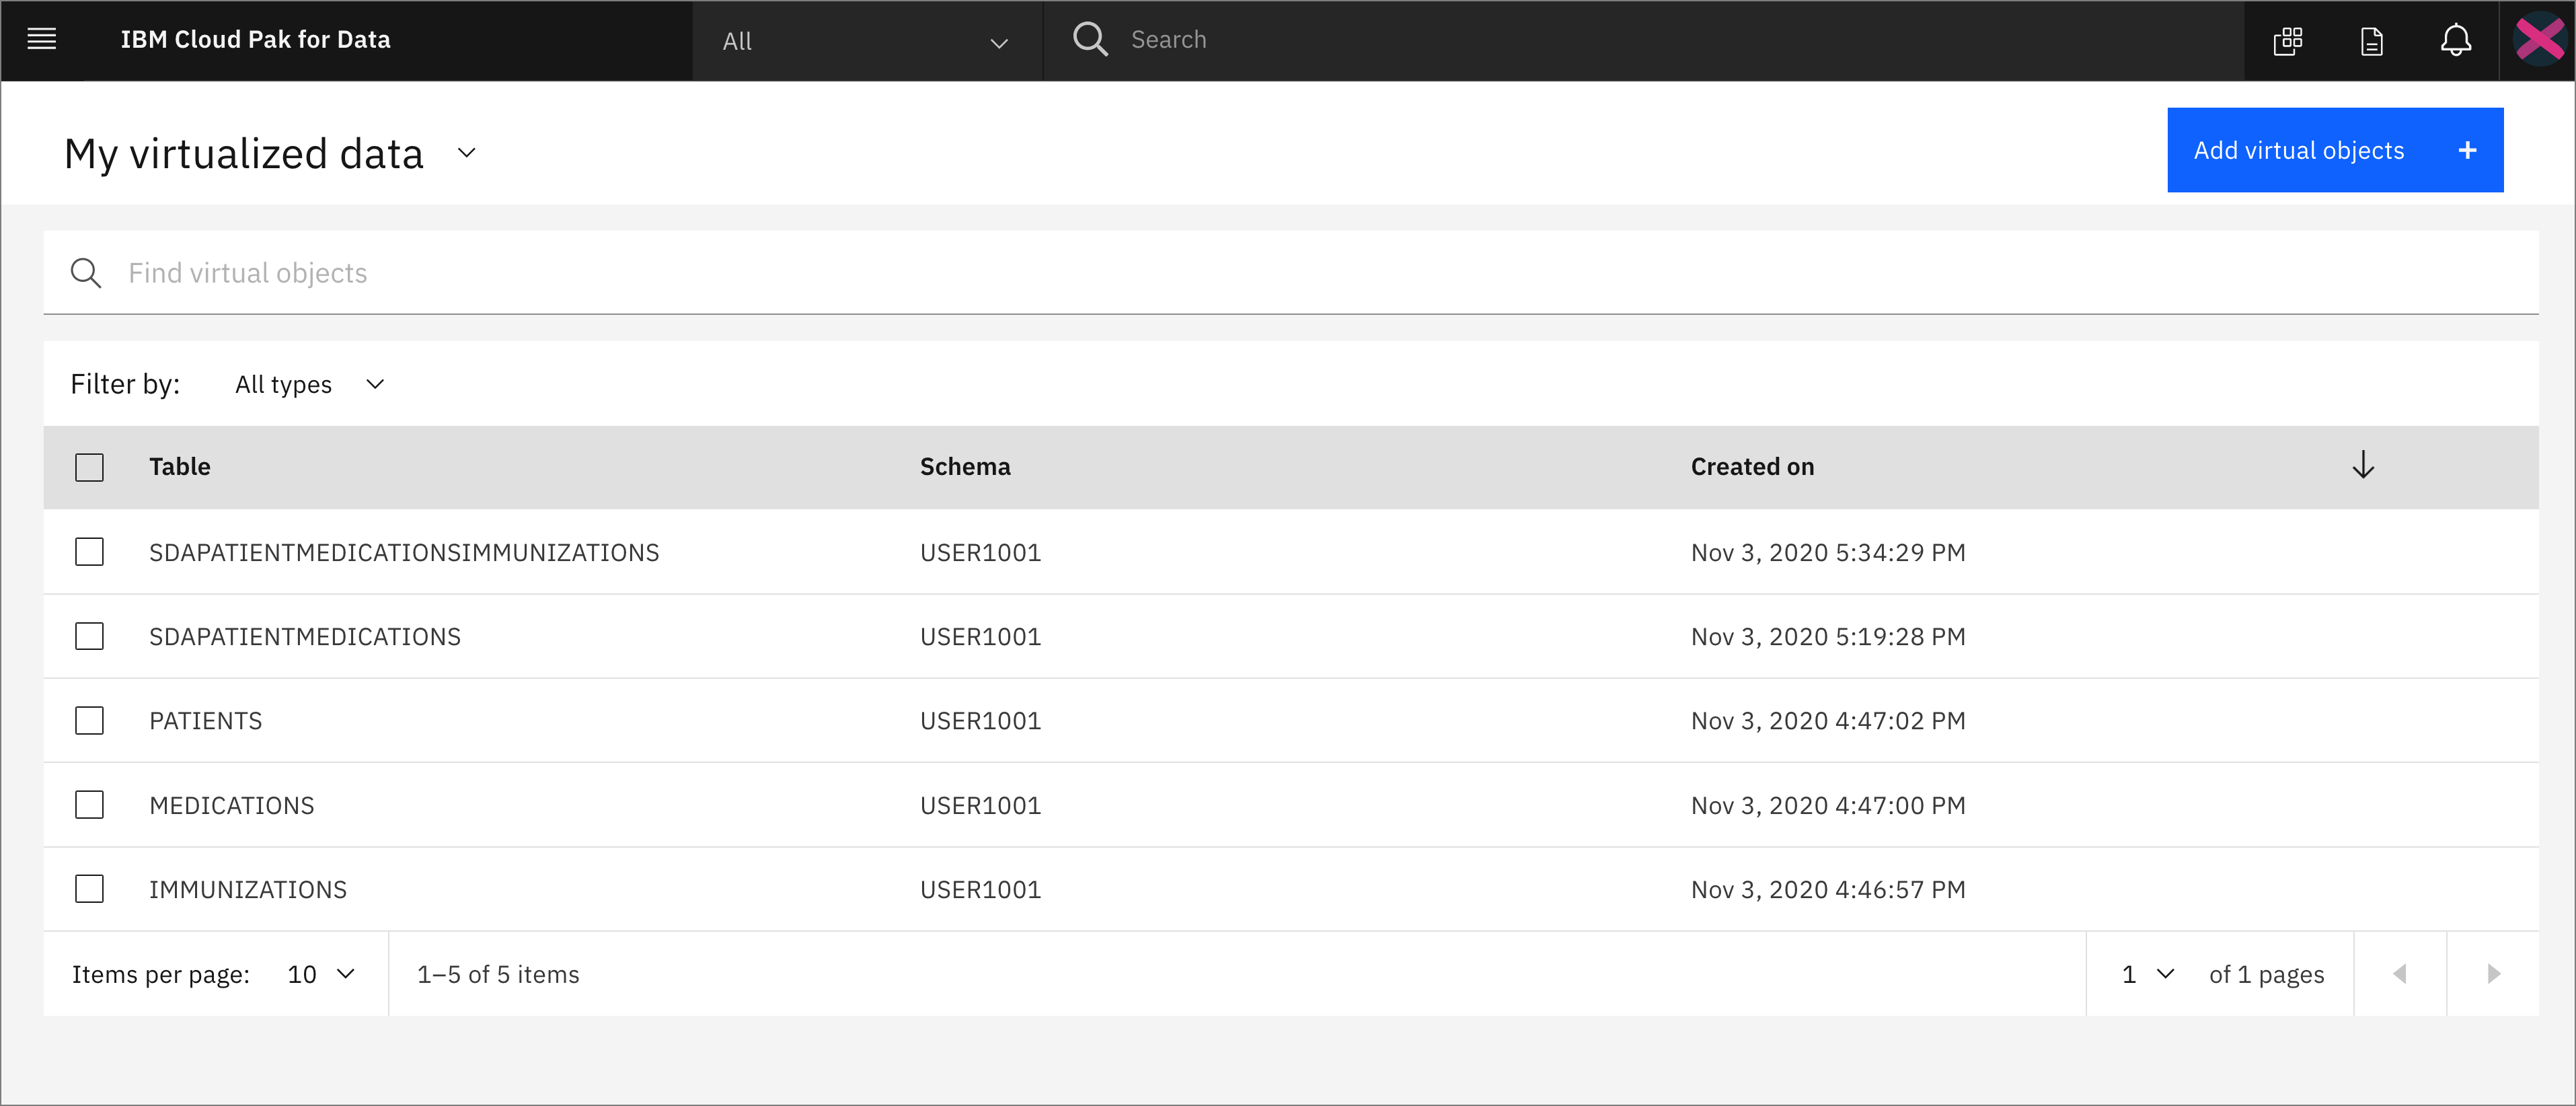 IBM Cloud Pak for Data All Search
My virtualized data Add virtual objects +
Find virtual objects
Filter by: All types
Table Schema Created on
SDAPATIENTMEDICATIONSIMMUNIZATIONS USER1001 Nov 3, 2020 5:34:29 PM
SDAPATIENTMEDICATIONS USER1001 Nov 3, 2020 5:19:28 PM
PATIENTS USER1001 Nov 3, 2020 4:47:02 PM
MEDICATIONS USER1001 Nov 3, 2020 4:47:00 PM
IMMUNIZATIONS USER1001 Nov 3, 2020 4:46:57 PM
Items per page: 10 1–5 of 5 items 1 of 1 pages